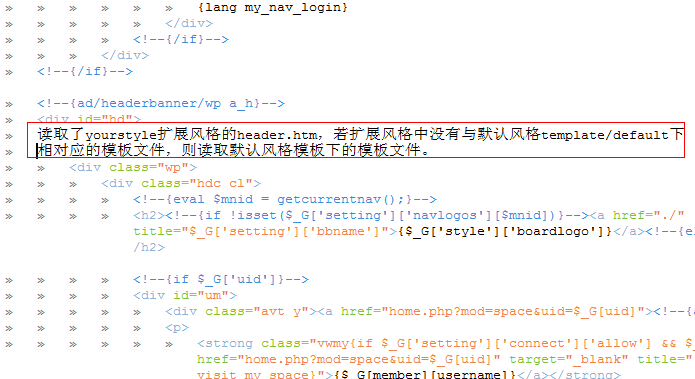 {lang my_nav_login}
</div>
<!--{/if}-->
</div>
<!--{/if}-->
<!--{ad/headerbanner/wp a_h}-->
<div id="hd">
读取了yourstyle扩展风格的header.htm，若扩展风格中没有与默认风格template/default下
相对应的模板文件，则读取默认风格模板下的模板文件。
<div class="wp">
<div class="hdc cl">
<!--{eval $mnid = getcurrentnav();}-->
<h2><!--{if !isset($_G['setting']['navlogos'][$mnid])}--><a href="./"
title="$_G['setting']['bbname']">{$_G['style']['boardlogo']}</a><!--{el
/h2>
<!--{if $_G['uid']}-->
<div id="um">
<div class="avt y"><a href="home.php?mod=space&uid=$_G[uid]"><!--{a
<p>
<strong class="vwmy{if $_G['setting']['connect']['allow'] && $_
href="home.php?mod=space&uid=$_G[uid]" target="_blank" title="
visit_my_space}">{$_G[member][username]}</a></strong>